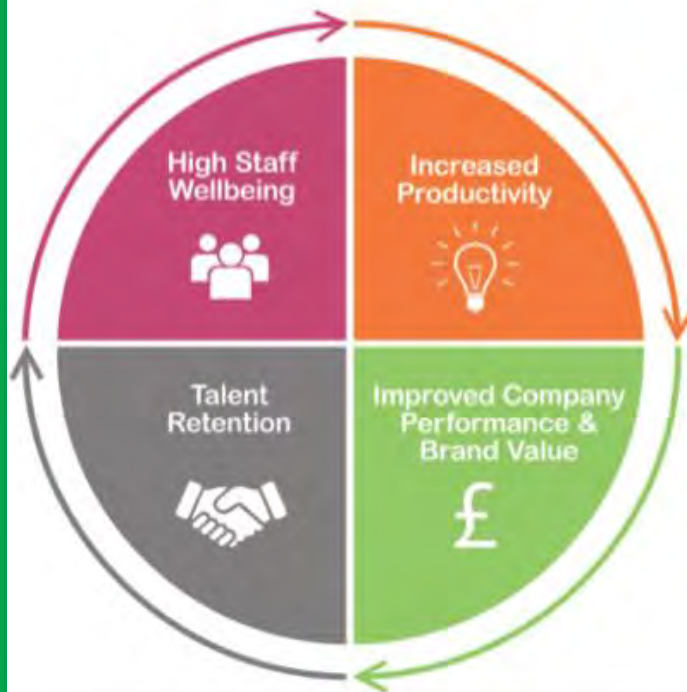 High Staff
Wellbeing
Increased
Productivity
Talent
Retention
Improved Company
Performance &
Brand Value
£